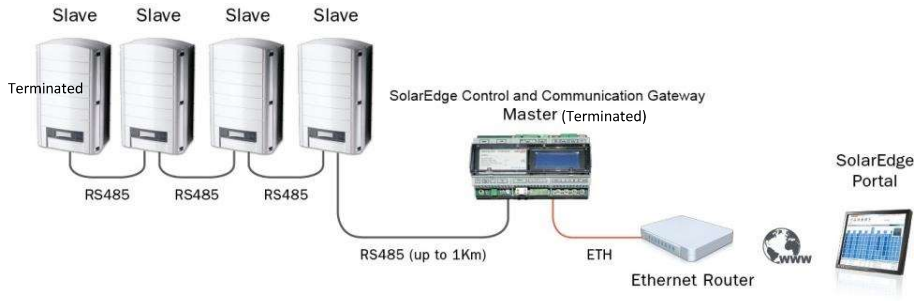 Slave Slave Slave Slave
Terminated
SolarEdge Control and Communication Gateway
Master (Terminated)
SolarEdge
Portal
RS485 RS485 RS485
RS485 (up to 1Km)
ETH
www
Ethernet Router